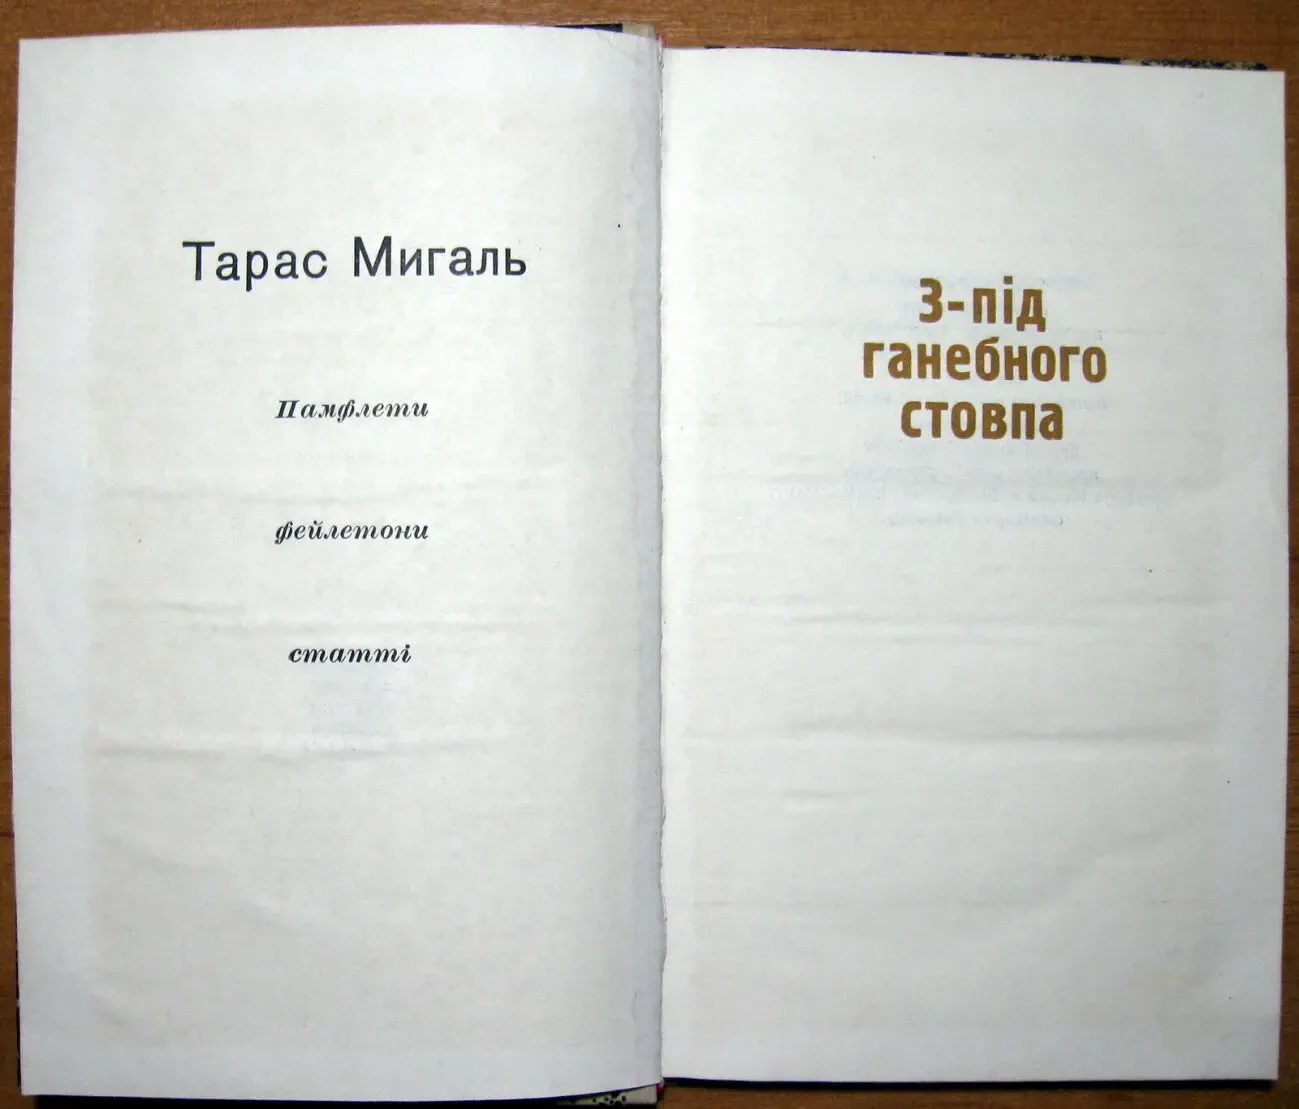 Тарас Мигаль
Памфлети
фейлетони
статті
З-під
ганебного
стовпа